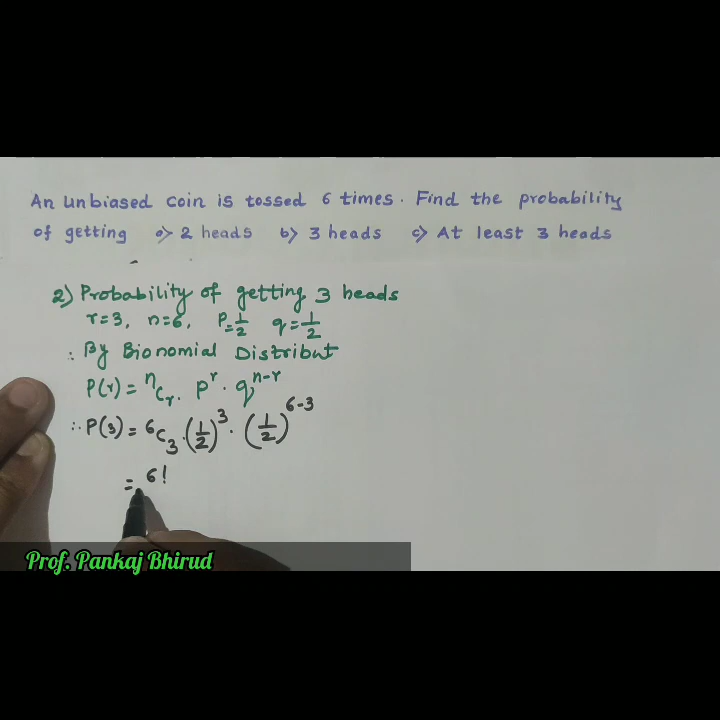 An unbiased coin is tossed 6 times. Find the probability
of getting a) 2 heads b) 3 heads c) At least 3 heads
2) Probability of getting 3 heads
r=3, n=6, P=1/2 q=1/2
∴ By Bionomial Distribut
P(r) = ⁿCᵣ. pʳ . qⁿ⁻ʳ
∴ P(3) = ⁶C₃ . (1/2)³ . (1/2)⁶⁻³
= 6!
Prof. Pankaj Bhirud